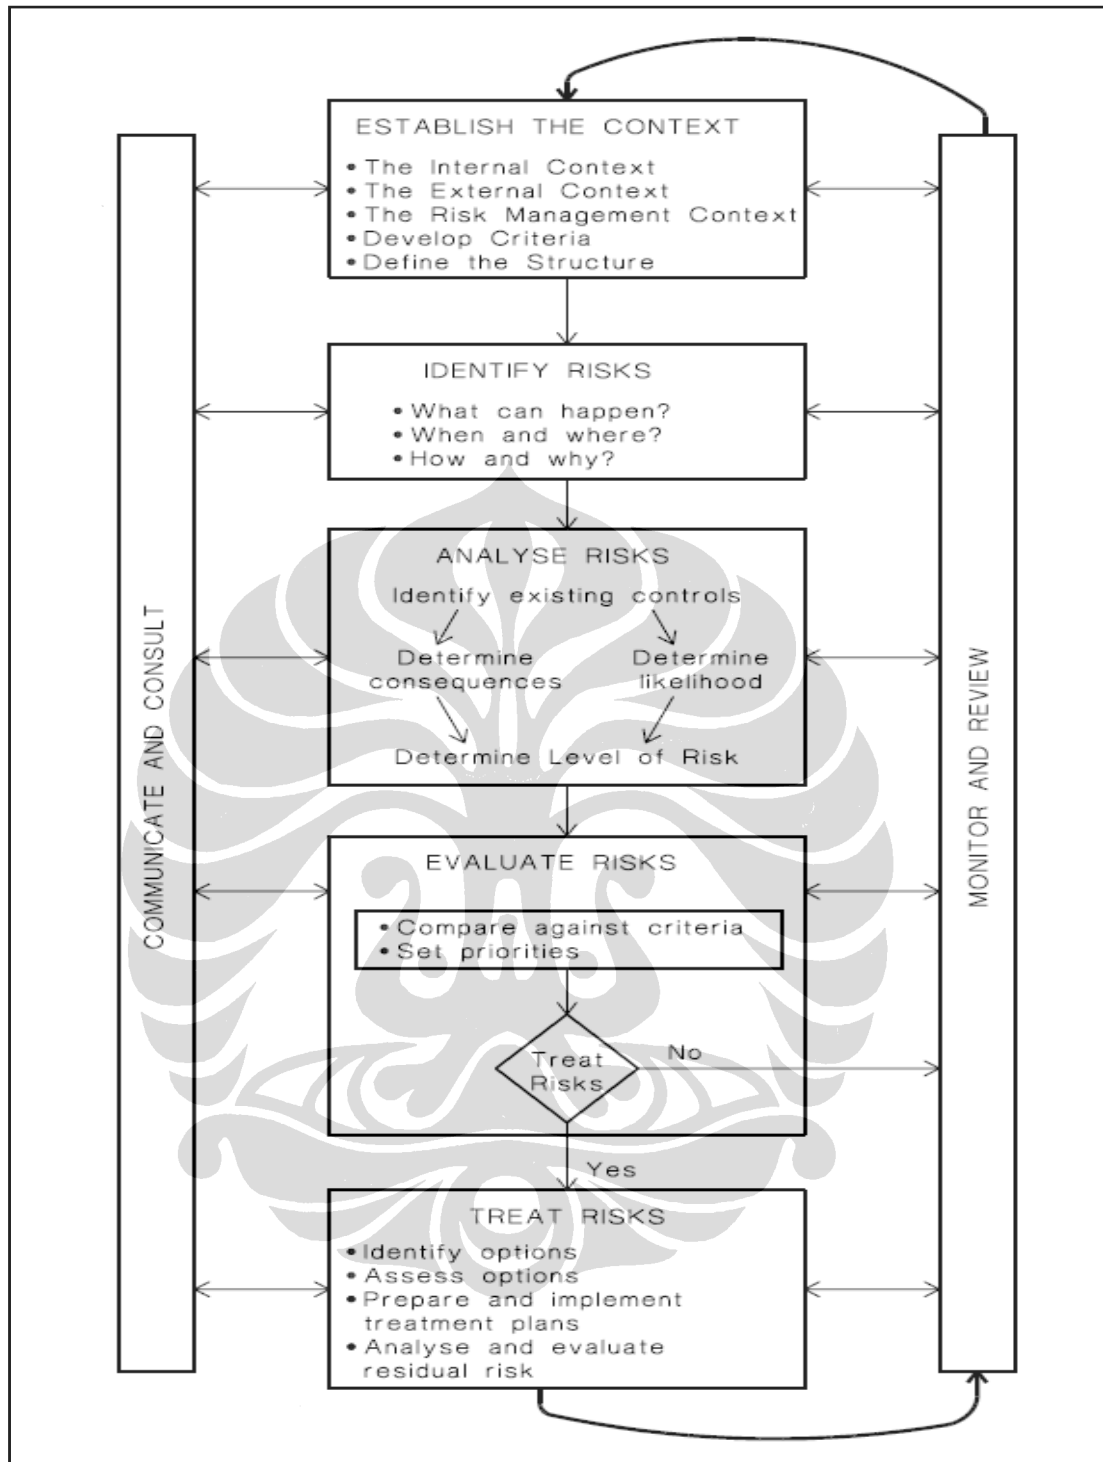 ESTABLISH THE CONTEXT
• The Internal Context
• The External Context
• The Risk Management Context
• Develop Criteria
• Define the Structure
IDENTIFY RISKS
• What can happen?
• When and where?
• How and why?
ANALYSE RISKS
Identify existing controls
Determine consequences
Determine likelihood
Determine Level of Risk
EVALUATE RISKS
• Compare against criteria
• Set priorities
Treat
Risks
No
Yes
TREAT RISKS
• Identify options
• Assess options
• Prepare and implement
treatment plans
• Analyse and evaluate
residual risk
COMMUNICATE AND CONSULT
MONITOR AND REVIEW